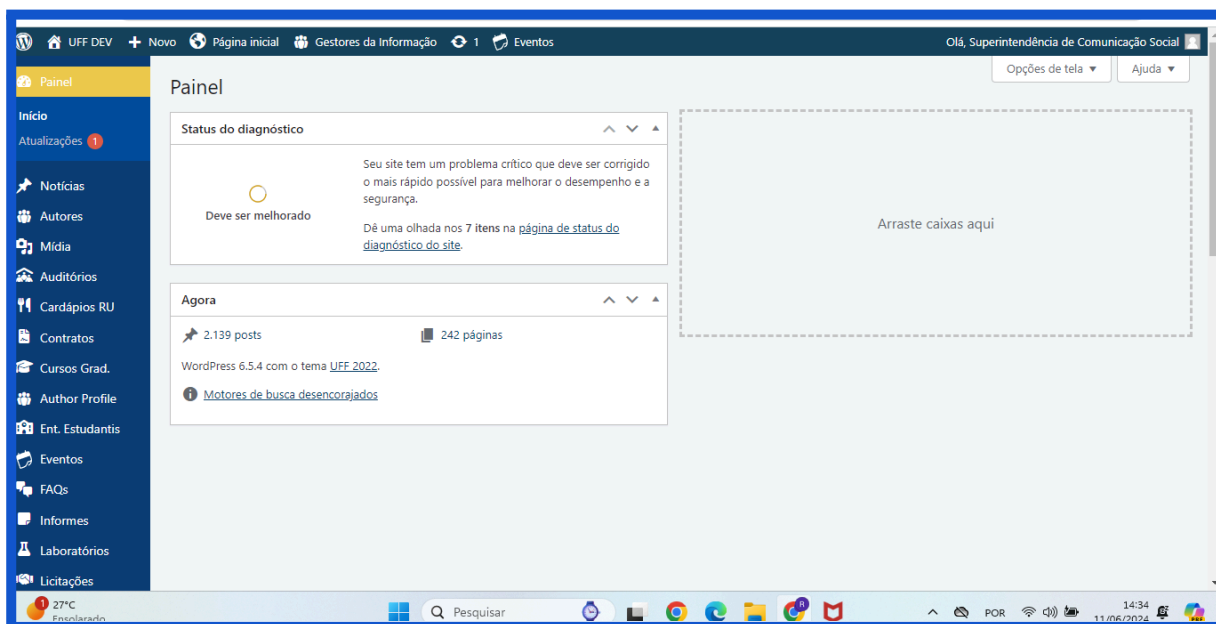 UFF DEV Novo Página inicial Gestores da Informação 1 Eventos Olá, Superintendência de Comunicação Social
Opções de tela Ajuda
Painel
Início
Atualizações 1
Notícias
Autores
Mídia
Auditórios
Cardápios RU
Contratos
Cursos Grad.
Author Profile
Ent. Estudantis
Eventos
FAQs
Informes
Laboratórios
Licitações
Painel
Status do diagnóstico
Deve ser melhorado
Seu site tem um problema crítico que deve ser corrigido
o mais rápido possível para melhorar o desempenho e a
segurança.
Dê uma olhada nos 7 itens na página de status do
diagnóstico do site.
Agora
2.139 posts 242 páginas
WordPress 6.5.4 com o tema UFF 2022.
Motores de busca desencorajados
Arraste caixas aqui
1 27°C
Ensolarado
Pesquisar
R
POR
14:34
11/06/2024
PRE